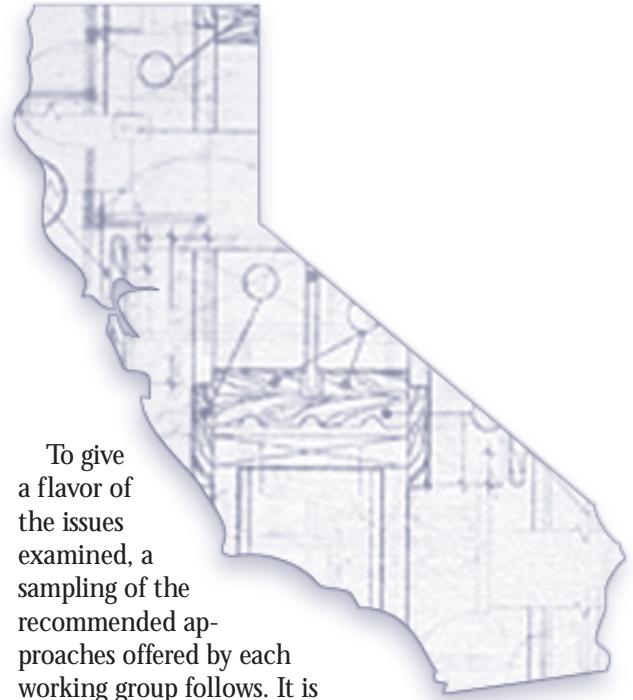 To give
a flavor of
the issues
examined, a
sampling of the
recommended ap-
proaches offered by each
working group follows. It is